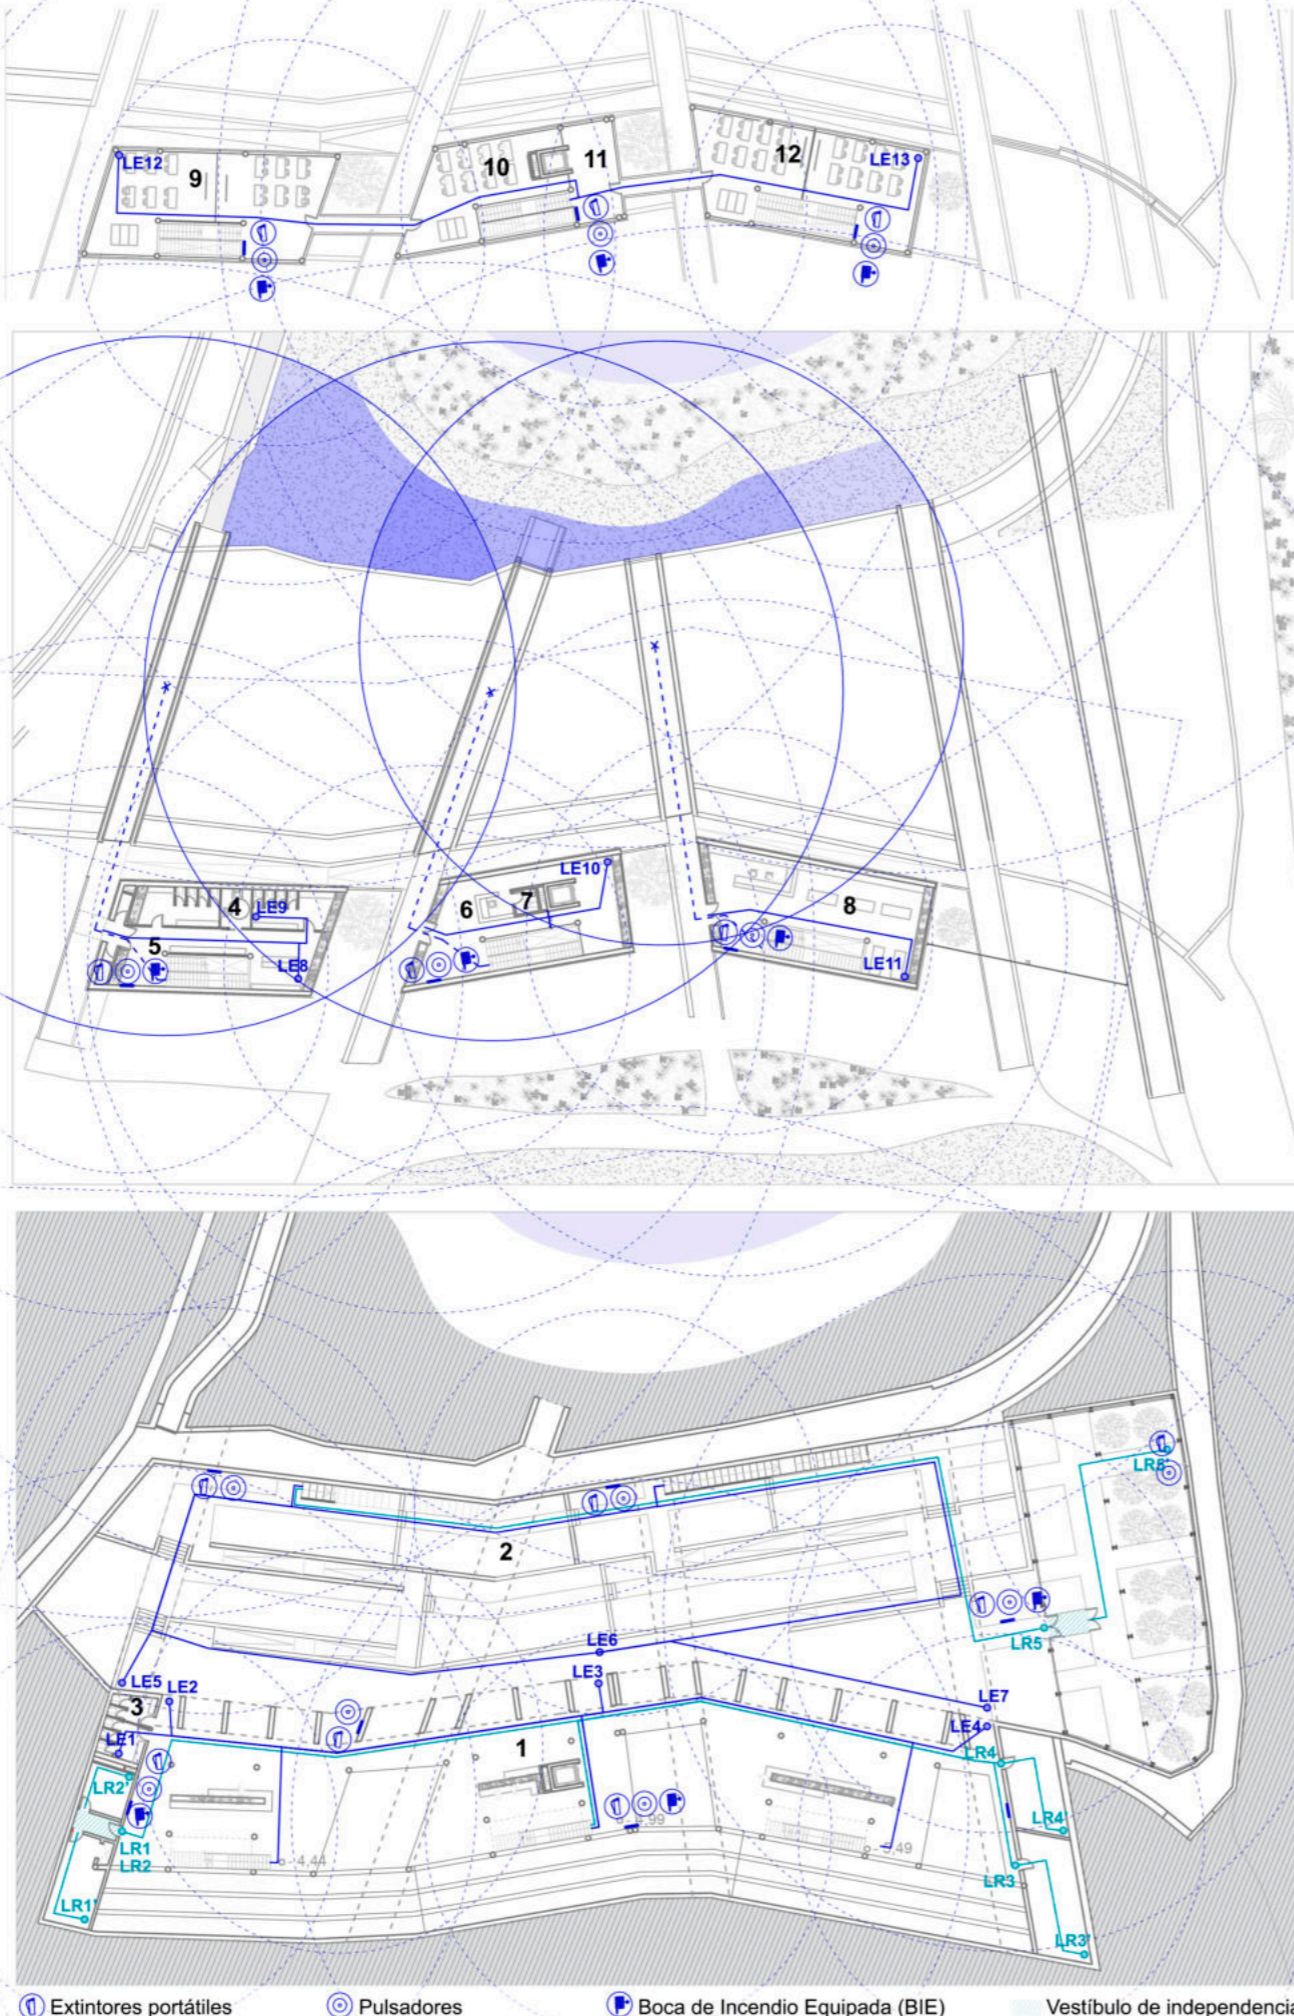 9
LE12
10
11
12
LE13
4
LE9
5
LE8
6
7
LE10
8
LE11
2
LR5'
LR5
LE6
LE5
LE2
LE3
LE7
3
LE1
LE4
LR4
1
LR2'
LR4'
LR1
LR2
- 4,44
LR3
LR1'
LR3'
Extintores portátiles
Pulsadores
Boca de Incendio Equipada (BIE)
Vestíbulo de independencia